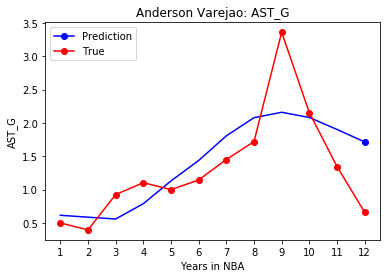 Anderson Varejao: AST_G
Prediction
True
AST_G
3.5
3.0
2.5
2.0
1.5
1.0
0.5
1 2 3 4 5 6 7 8 9 10 11 12
Years in NBA